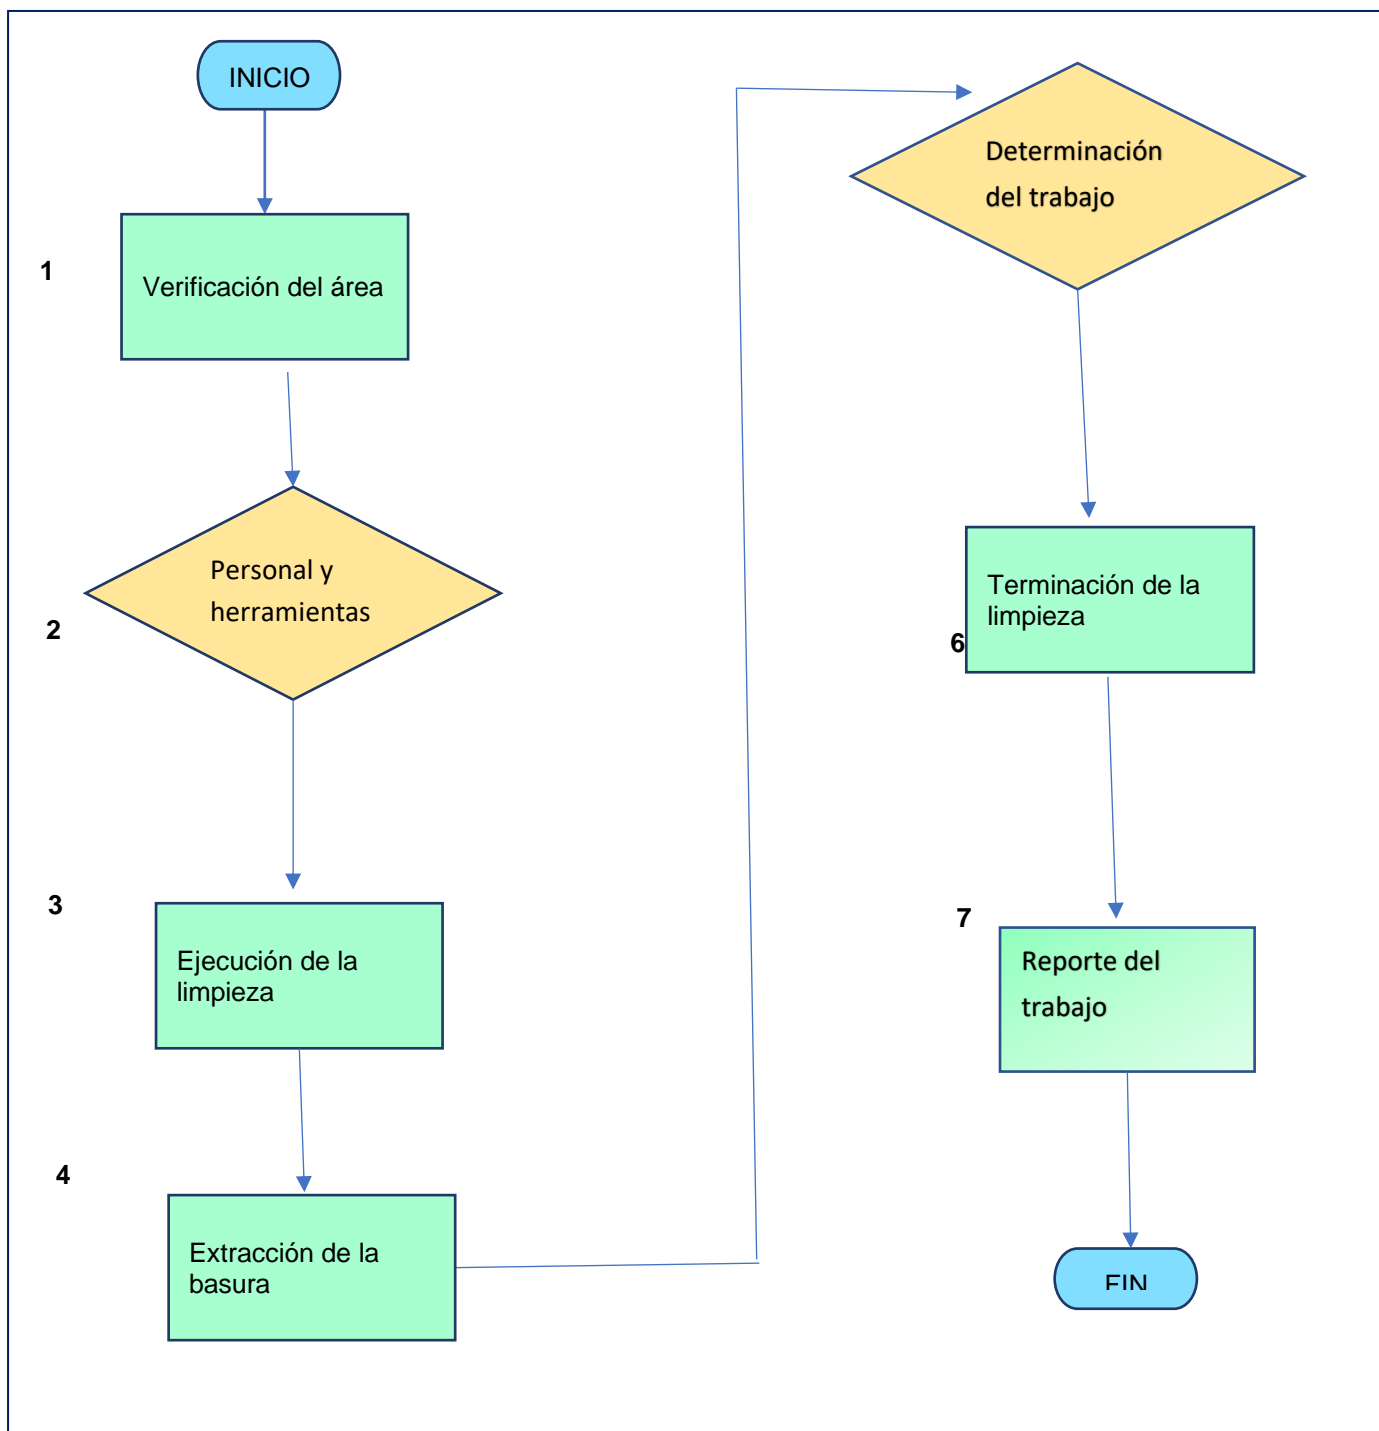 INICIO
1
Verificación del área
Personal y
herramientas
2
3
Ejecución de la
limpieza
4
Extracción de la
basura
Determinación
del trabajo
Terminación de la
limpieza
6
7
Reporte del
trabajo
FIN